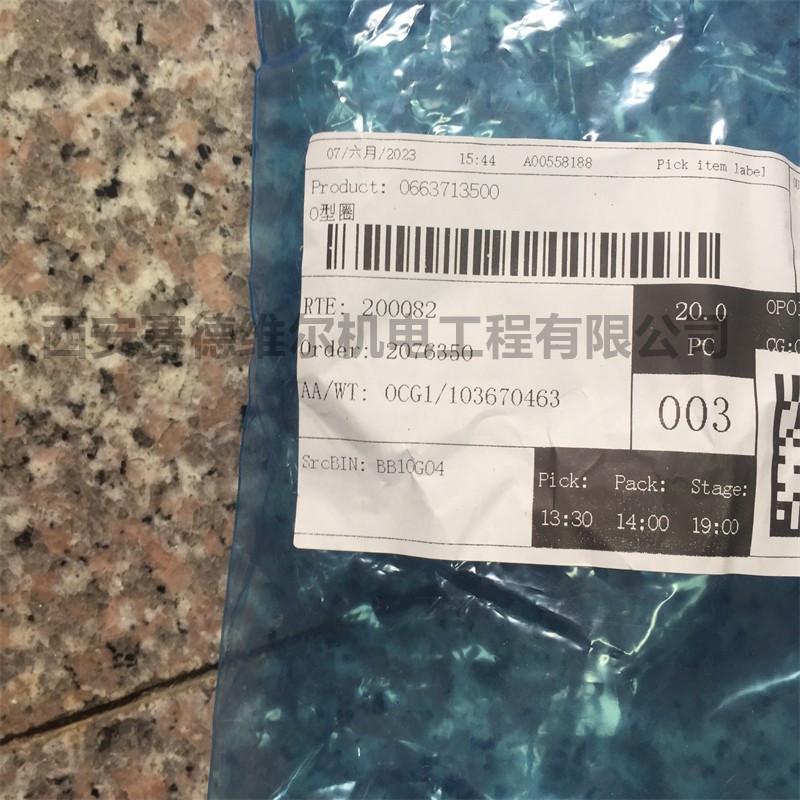 07/六月/2023 15:44 A00558188 Pick item label
Product: 0663713500
O型圈
RTE: 200082
20.0
PC
Order: 2076350
AA/WT: OCG1/103670463
003
SrcBIN: BB10G04
Pick: Pack: Stage:
13:30 14:00 19:00
西安赛德维尔机电工程有限公司